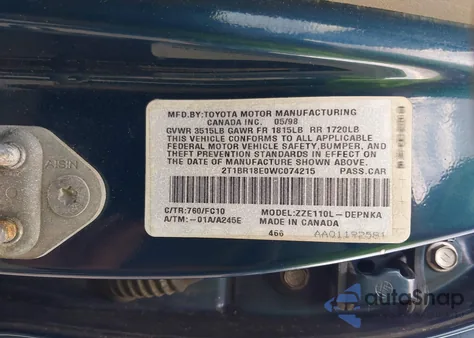 AISIN
MFD.BY:TOYOTA MOTOR MANUFACTURING
CANADA INC. 05/98
GVWR 3515LB GAWR FR 1815LB RR 1720LB
THIS VEHICLE CONFORMS TO ALL APPLICABLE
FEDERAL MOTOR VEHICLE SAFETY,BUMPER, AND
THEFT PREVENTION STANDARDS IN EFFECT ON
THE DATE OF MANUFACTURE SHOWN ABOVE.
2T1BR18E0WC074215 PASS.CAR
C/TR:760/FC10 MODEL:ZZE110L-DEPNKA
A/TM:-01A/A245E MADE IN CANADA
466 AA01192581
autoSnap